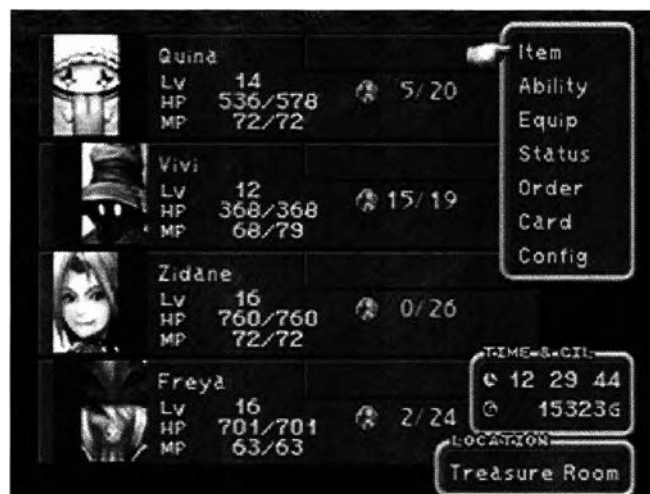 Quina
Lv 14
HP 536/578
MP 72/72
5/20
Vivi
Lv 12
HP 368/368
MP 68/79
15/19
Zidane
Lv 16
HP 760/760
MP 72/72
0/26
Freya
Lv 16
HP 701/701
MP 63/63
2/24
Item
Ability
Equip
Status
Order
Card
Config
TIME & GIL
12 29 44
15323G
LOCATION
Treasure Room